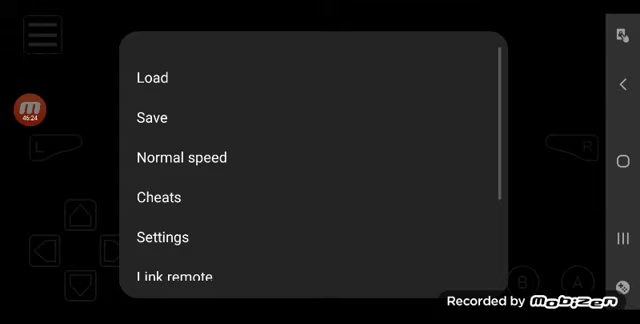 Load
Save
46:24
L
R
Normal speed
Cheats
Settings
Link remote
B
A
Recorded by Mobizen